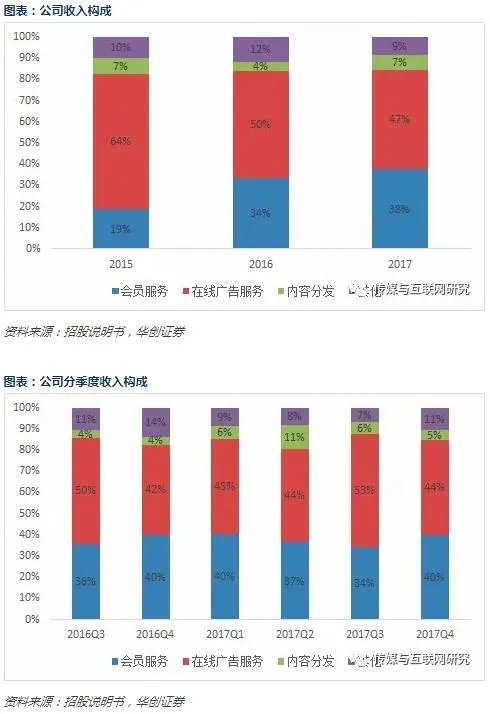 图表：公司收入构成
100%
90%
80%
70%
60%
50%
40%
30%
20%
10%
0%
10% 12% 9%
7% 4% 7%
64% 50% 47%
19% 34% 38%
2015 2016 2017
会员服务 在线广告服务 内容分发 传媒与互联网研究
资料来源：招股说明书，华创证券
图表：公司分季度收入构成
100%
90%
80%
70%
60%
50%
40%
30%
20%
10%
0%
11% 14% 9% 8% 7% 11%
4% 4% 6% 11% 6% 5%
50% 42% 45% 44% 53% 44%
36% 40% 40% 37% 34% 40%
2016Q3 2016Q4 2017Q1 2017Q2 2017Q3 2017Q4
会员服务 在线广告服务 内容分发 传媒与互联网研究
资料来源：招股说明书，华创证券